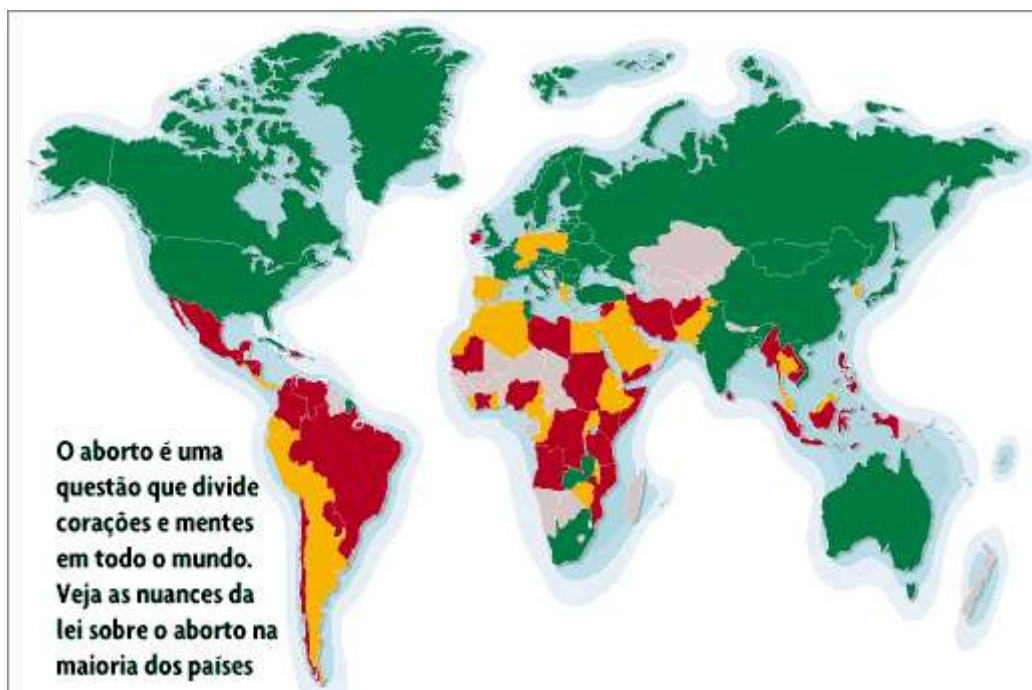 O aborto é uma
questão que divide
corações e mentes
em todo o mundo.
Veja as nuances da
lei sobre o aborto na
maioria dos países